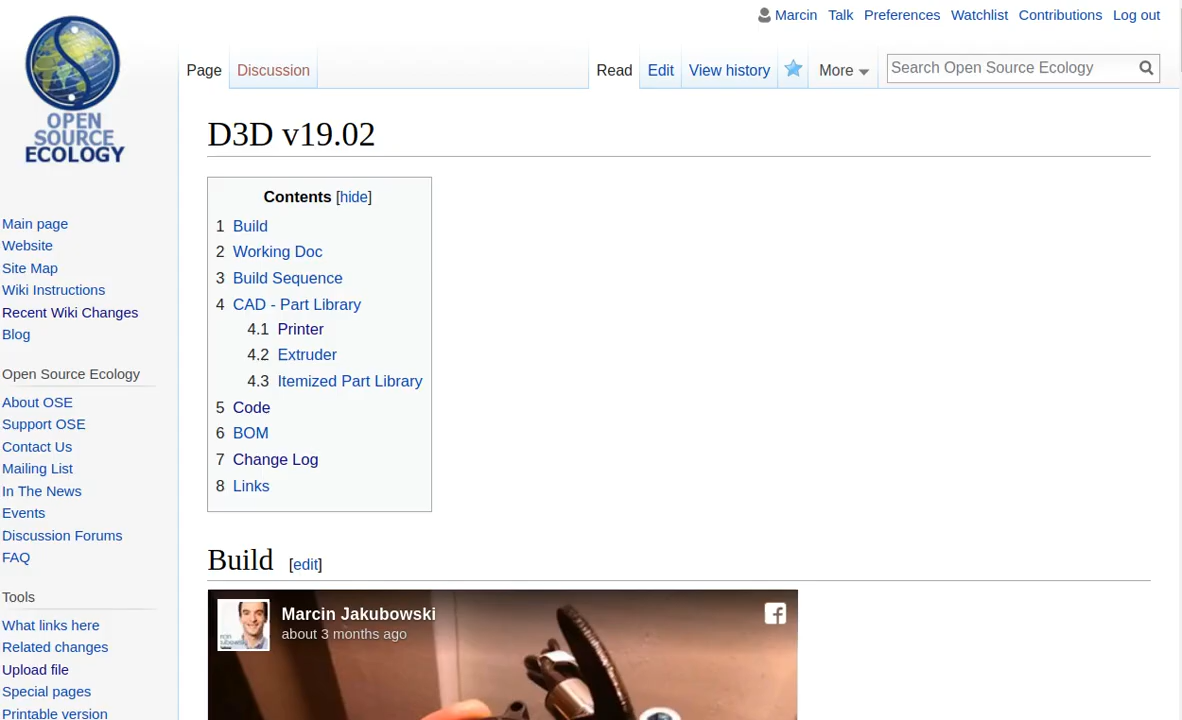 Marcin Talk Preferences Watchlist Contributions Log out
Page Discussion Read Edit View history More Search Open Source Ecology
OPEN
SOURCE
ECOLOGY
D3D v19.02
Contents [hide]
1 Build
2 Working Doc
3 Build Sequence
4 CAD - Part Library
4.1 Printer
4.2 Extruder
4.3 Itemized Part Library
5 Code
6 BOM
7 Change Log
8 Links
Main page
Website
Site Map
Wiki Instructions
Recent Wiki Changes
Blog
Open Source Ecology
About OSE
Support OSE
Contact Us
Mailing List
In The News
Events
Discussion Forums
FAQ
Tools
What links here
Related changes
Upload file
Special pages
Printable version
Build [edit]
Marcin Jakubowski
about 3 months ago